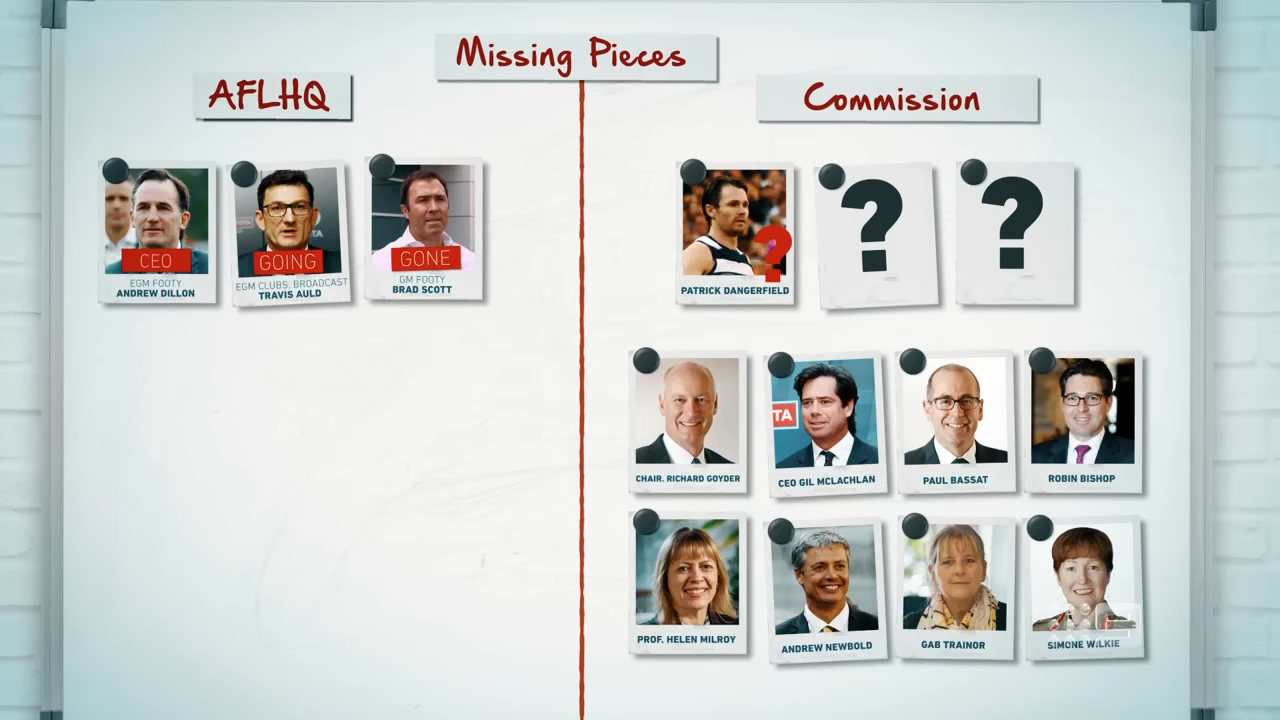 Missing Pieces
AFLHQ
Commission
CEO
EGM FOOTY
ANDREW DILLON
GOING
EGM CLUBS, BROADCAST
TRAVIS AULD
GONE
GM FOOTY
BRAD SCOTT
?
PATRICK DANGERFIELD
?
?
CHAIR. RICHARD GOYDER
TA
CEO GIL MCLACHLAN
PAUL BASSAT
ROBIN BISHOP
PROF. HELEN MILROY
ANDREW NEWBOLD
GAB TRAINOR
SIMONE WILKIE